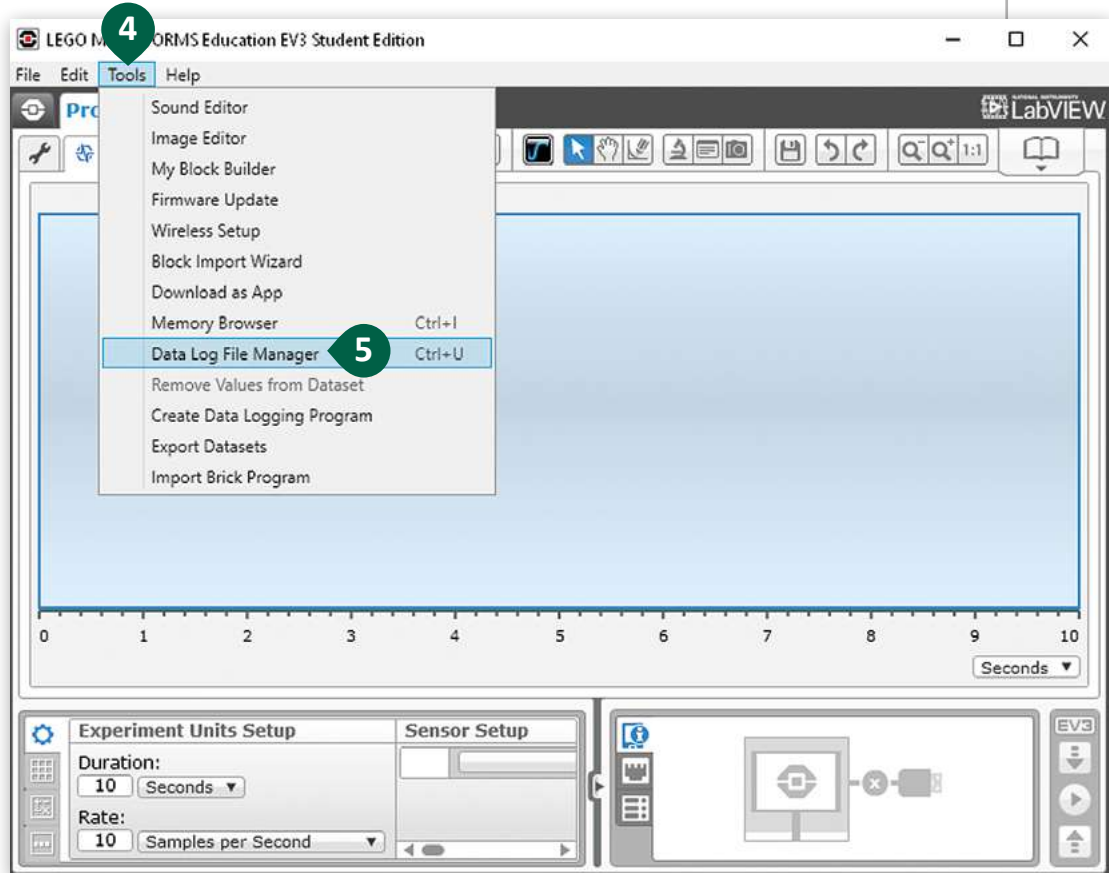 4
LEGO M ORMS Education EV3 Student Edition
File Edit Tools Help
Pro
NATIONAL INSTRUMENTS
LabVIEW
Sound Editor
Image Editor
My Block Builder
Firmware Update
Wireless Setup
Block Import Wizard
Download as App
Memory Browser Ctrl+I
Data Log File Manager 5 Ctrl+U
Remove Values from Dataset
Create Data Logging Program
Export Datasets
Import Brick Program
1:1
0 1 2 3 4 5 6 7 8 9 10
Seconds
Experiment Units Setup
Duration:
10 Seconds
Rate:
10 Samples per Second
Sensor Setup
EV3